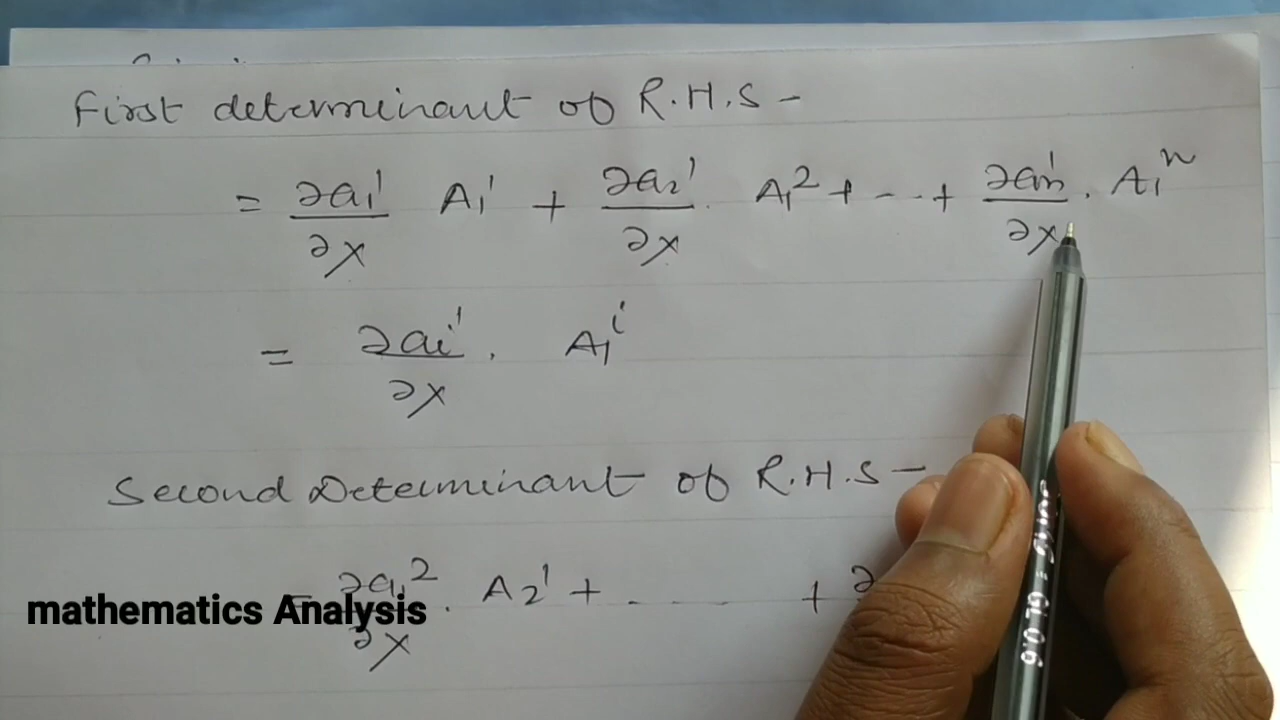 First determinant of R.H.S -
= ∂a₁¹/∂x A₁¹ + ∂a₂¹/∂x . A₁² + - .. + ∂aₙ¹/∂x . A₁ⁿ
= ∂aᵢ¹/∂x . A₁ⁱ
Second Determinant of R.H.S -
= ∂a₁²/∂x . A₂¹ + . - - - + ∂
mathematics Analysis